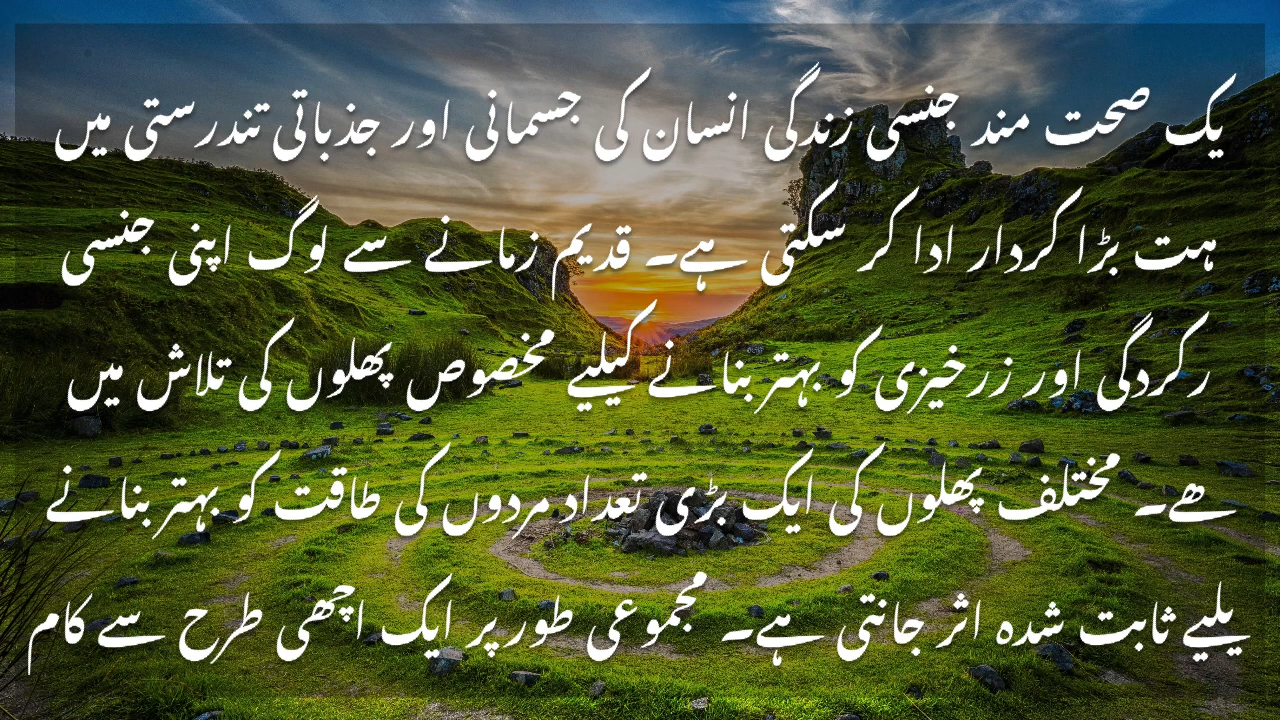 یک صحت مند جنسی زندگی انسان کی جسمانی اور جذباتی تندرستی میں
ہت بڑا کردار ادا کر سکتی ہے۔ قدیم زمانے سے لوگ اپنی جنسی
رکردگی اور زرخیزی کو بہتر بنانے کیلیے مخصوص پھلوں کی تلاش میں
ھے۔ مختلف پھلوں کی ایک بڑی تعداد مردوں کی طاقت کو بہتر بنانے
یلیے ثابت شدہ اثر جانتی ہے۔ مجموعی طور پر ایک اچھی طرح سے کام